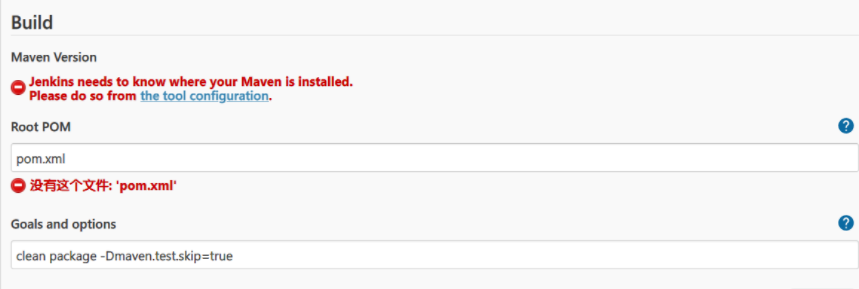 Build
Maven Version
Jenkins needs to know where your Maven is installed.
Please do so from the tool configuration.
Root POM
pom.xml
没有这个文件: 'pom.xml'
Goals and options
clean package -Dmaven.test.skip=true